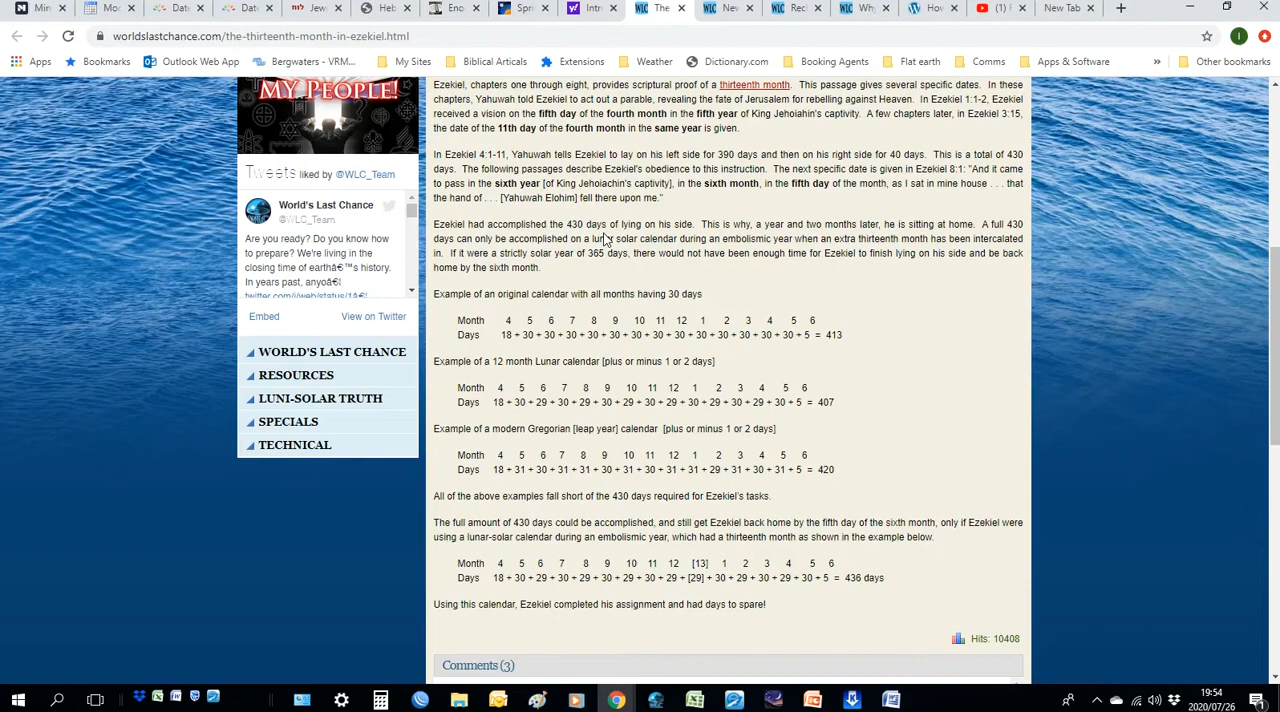 Min
Mo
Date
Date
Jew
Heb
Eno
Spri
Intr
The
Nev
Rec
Why
How
(1)
New Tab
worldslastchance.com/the-thirteenth-month-in-ezekiel.html
Apps
Bookmarks
Outlook Web App
Bergwaters - VRM...
My Sites
Biblical Articals
Extensions
Weather
Dictionary.com
Booking Agents
Flat earth
Comms
Apps & Software
»
Other bookmarks
MY PEOPLE!
Tweets liked by @WLC_Team
World's Last Chance
@WLC_Team
Are you ready? Do you know how
to prepare? We're living in the
closing time of earthâ€™s history.
In years past, anyoâ€¦
twitter.com/i/web/status/1â€¦
Embed
View on Twitter
WORLD'S LAST CHANCE
RESOURCES
LUNI-SOLAR TRUTH
SPECIALS
TECHNICAL
Ezekiel, chapters one through eight, provides scriptural proof of a thirteenth month. This passage gives several specific dates. In these
chapters, Yahuwah told Ezekiel to act out a parable, revealing the fate of Jerusalem for rebelling against Heaven. In Ezekiel 1:1-2, Ezekiel
received a vision on the fifth day of the fourth month in the fifth year of King Jehoiahin's captivity. A few chapters later, in Ezekiel 3:15,
the date of the 11th day of the fourth month in the same year is given.
In Ezekiel 4:1-11, Yahuwah tells Ezekiel to lay on his left side for 390 days and then on his right side for 40 days. This is a total of 430
days. The following passages describe Ezekiel's obedience to this instruction. The next specific date is given in Ezekiel 8:1: "And it came
to pass in the sixth year [of King Jehoiachin's captivity], in the sixth month, in the fifth day of the month, as I sat in mine house . . . that
the hand of . . . [Yahuwah Elohim] fell there upon me."
Ezekiel had accomplished the 430 days of lying on his side. This is why, a year and two months later, he is sitting at home. A full 430
days can only be accomplished on a lunar solar calendar during an embolismic year when an extra thirteenth month has been intercalated
in. If it were a strictly solar year of 365 days, there would not have been enough time for Ezekiel to finish lying on his side and be back
home by the sixth month.
Example of an original calendar with all months having 30 days
Month 4 5 6 7 8 9 10 11 12 1 2 3 4 5 6
Days 18 + 30 + 30 + 30 + 30 + 30 + 30 + 30 + 30 + 30 + 30 + 30 + 30 + 30 + 5 = 413
Example of a 12 month Lunar calendar [plus or minus 1 or 2 days]
Month 4 5 6 7 8 9 10 11 12 1 2 3 4 5 6
Days 18 + 30 + 29 + 30 + 29 + 30 + 29 + 30 + 29 + 30 + 29 + 30 + 29 + 30 + 5 = 407
Example of a modern Gregorian [leap year] calendar [plus or minus 1 or 2 days]
Month 4 5 6 7 8 9 10 11 12 1 2 3 4 5 6
Days 18 + 31 + 30 + 31 + 31 + 30 + 31 + 30 + 31 + 31 + 29 + 31 + 30 + 31 + 5 = 420
All of the above examples fall short of the 430 days required for Ezekiel's tasks.
The full amount of 430 days could be accomplished, and still get Ezekiel back home by the fifth day of the sixth month, only if Ezekiel were
using a lunar-solar calendar during an embolismic year, which had a thirteenth month as shown in the example below.
Month 4 5 6 7 8 9 10 11 12 [13] 1 2 3 4 5 6
Days 18 + 30 + 29 + 30 + 29 + 30 + 29 + 30 + 29 + [29] + 30 + 29 + 30 + 29 + 30 + 5 = 436 days
Using this calendar, Ezekiel completed his assignment and had days to spare!
Hits: 10408
Comments (3)
19:54
2020/07/26